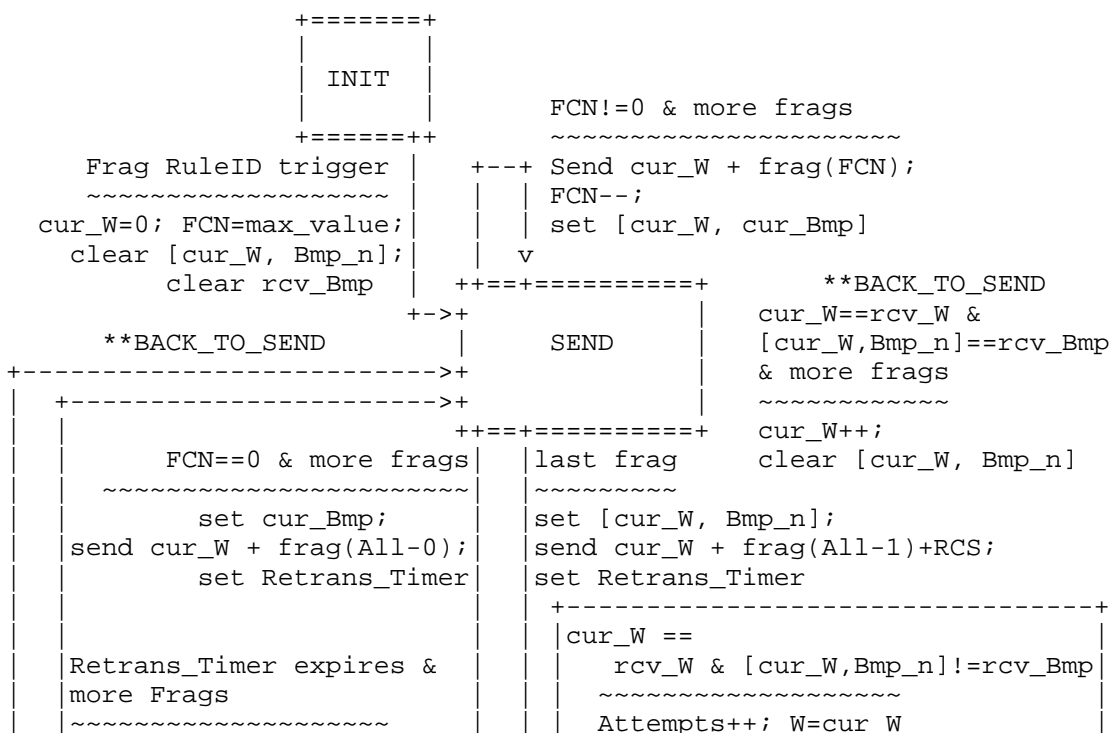 +=======+
                  |       |
                  | INIT  |
                  |       |       FCN!=0 & more frags
                  +======++       ~~~~~~~~~~~~~~~~~~~~~~
     Frag RuleID trigger |   +--+ Send cur_W + frag(FCN);
     ~~~~~~~~~~~~~~~~~~~ |   |  | FCN--;
  cur_W=0; FCN=max_value;|   |  | set [cur_W, cur_Bmp]
    clear [cur_W, Bmp_n];|   |  v
          clear rcv_Bmp  |  ++==+==========+       **BACK_TO_SEND
                         +->+              |   cur_W==rcv_W &
      **BACK_TO_SEND        |     SEND     |   [cur_W,Bmp_n]==rcv_Bmp
+-------------------------->+              |   & more frags
|  +----------------------->+              |   ~~~~~~~~~~~~
|  |                        ++==+==========+   cur_W++;
|  |      FCN==0 & more frags|  |last frag     clear [cur_W, Bmp_n]
|  |  ~~~~~~~~~~~~~~~~~~~~~~~|  |~~~~~~~~~
|  |        set cur_Bmp;     |  |set [cur_W, Bmp_n];
|  |send cur_W + frag(All-0);|  |send cur_W + frag(All-1)+RCS;
|  |        set Retrans_Timer|  |set Retrans_Timer
|  |                         |  | +---------------------------------+
|  |                         |  | |cur_W ==                         |
|  |Retrans_Timer expires &  |  | |   rcv_W & [cur_W,Bmp_n]!=rcv_Bmp|
|  |more Frags               |  | |  ~~~~~~~~~~~~~~~~~~~            |
|  |~~~~~~~~~~~~~~~~~~~~     |  | |  Attempts++; W=cur_W            |